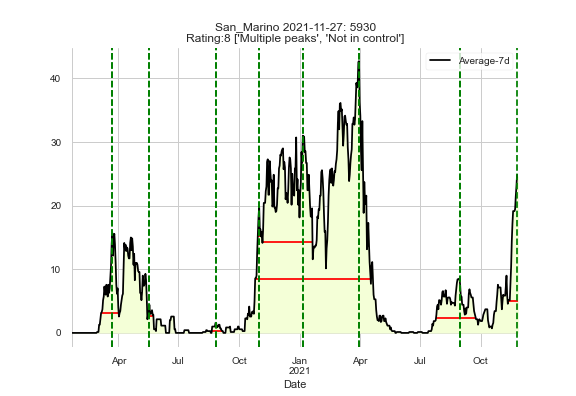 San_Marino 2021-11-27: 5930
Rating:8 ['Multiple peaks', 'Not in control']
Average-7d
40
30
20
10
0
Apr Jul Oct Jan Apr Jul Oct
2021
Date